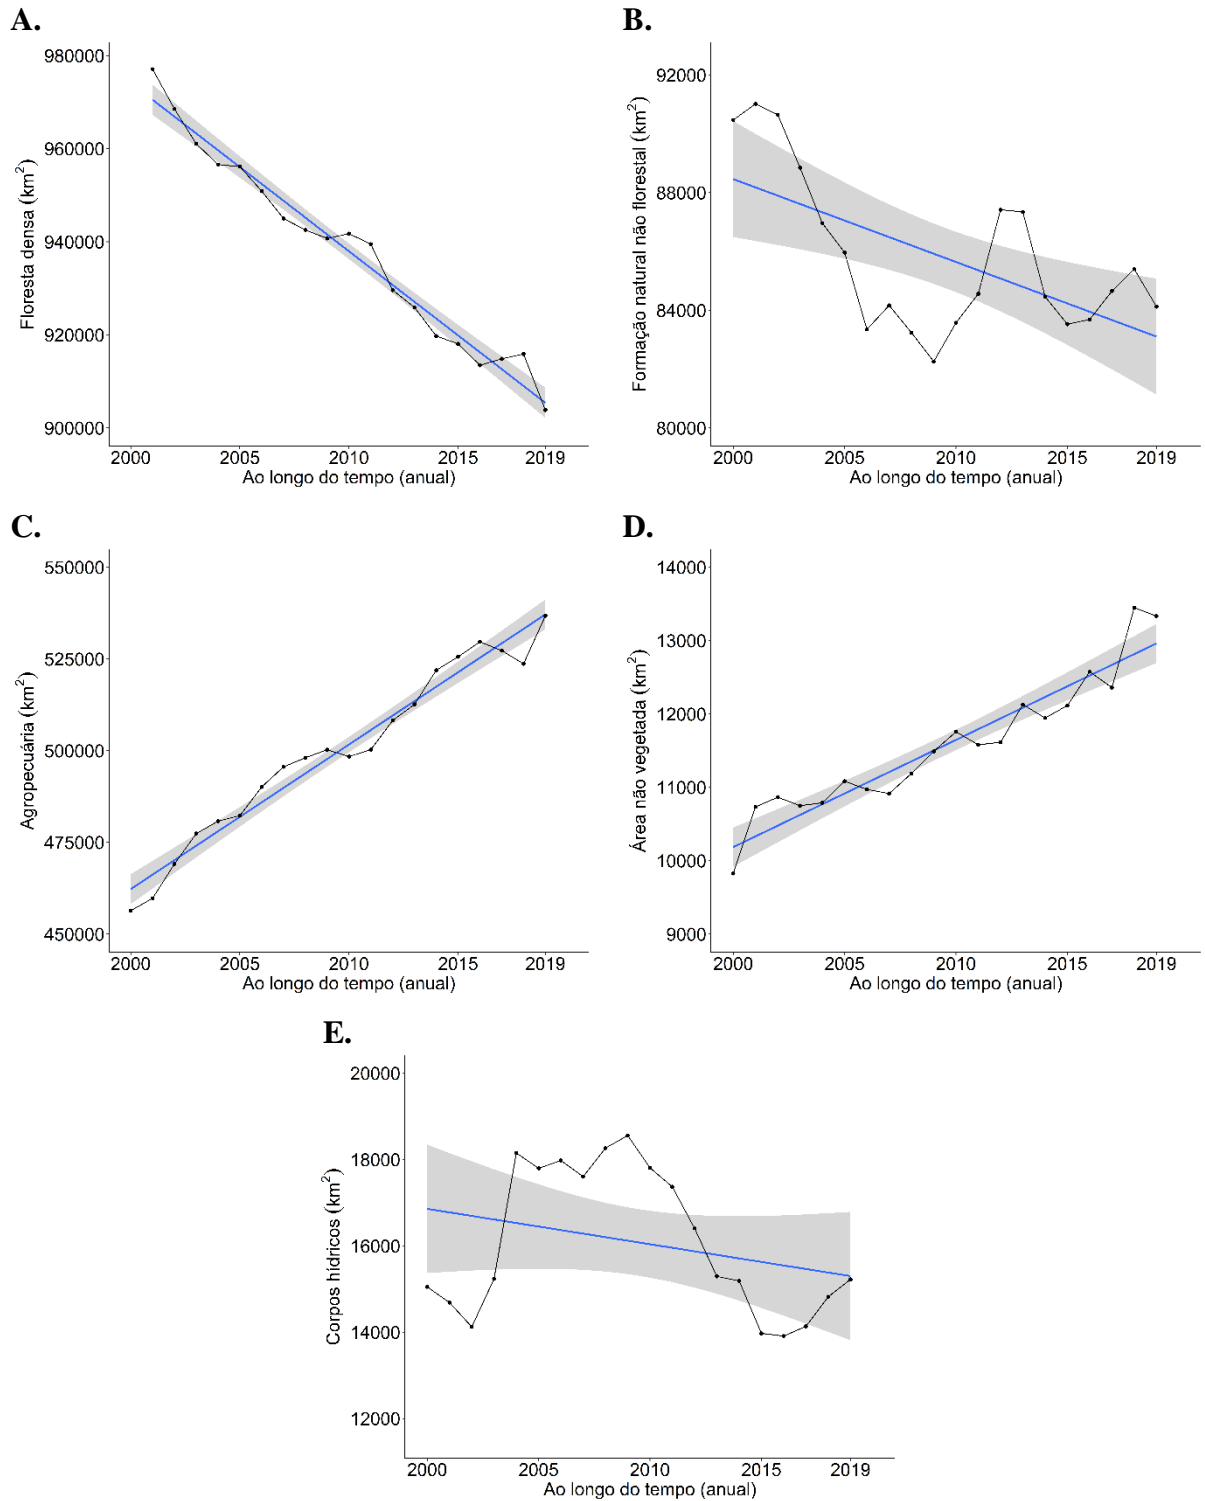 A.
980000
960000
940000
920000
900000
Floresta densa (km²)
2000 2005 2010 2015 2019
Ao longo do tempo (anual)
B.
92000
88000
84000
80000
Formação natural não florestal (km²)
2000 2005 2010 2015 2019
Ao longo do tempo (anual)
C.
550000
525000
500000
475000
450000
Agropecuária (km²)
2000 2005 2010 2015 2019
Ao longo do tempo (anual)
D.
14000
13000
12000
11000
10000
9000
Área não vegetada (km²)
2000 2005 2010 2015 2019
Ao longo do tempo (anual)
E.
20000
18000
16000
14000
12000
Corpos hídricos (km²)
2000 2005 2010 2015 2019
Ao longo do tempo (anual)